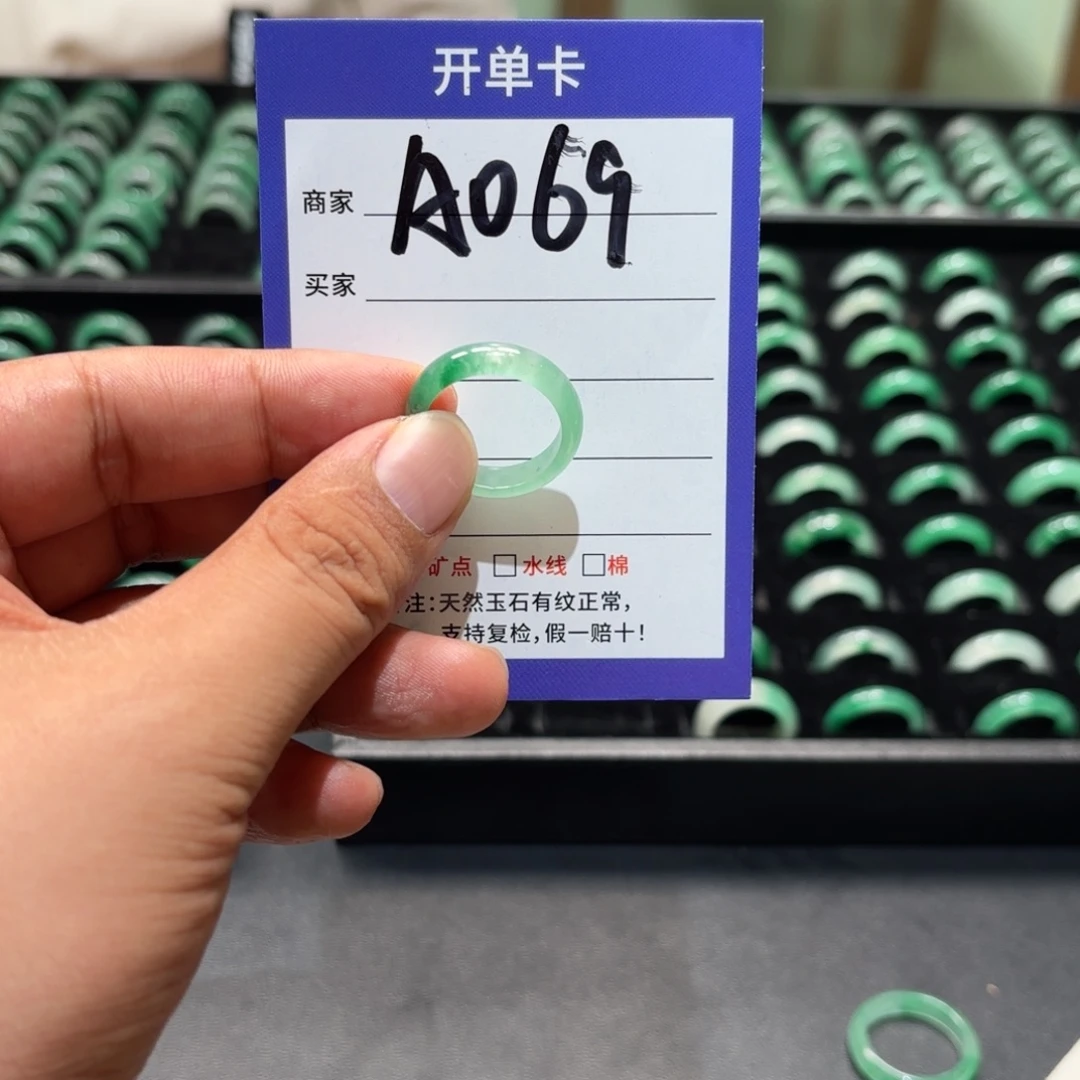 开单卡
商家 A069
买家
矿点 □水线 □棉
注:天然玉石有纹正常,
支持复检,假一赔十!